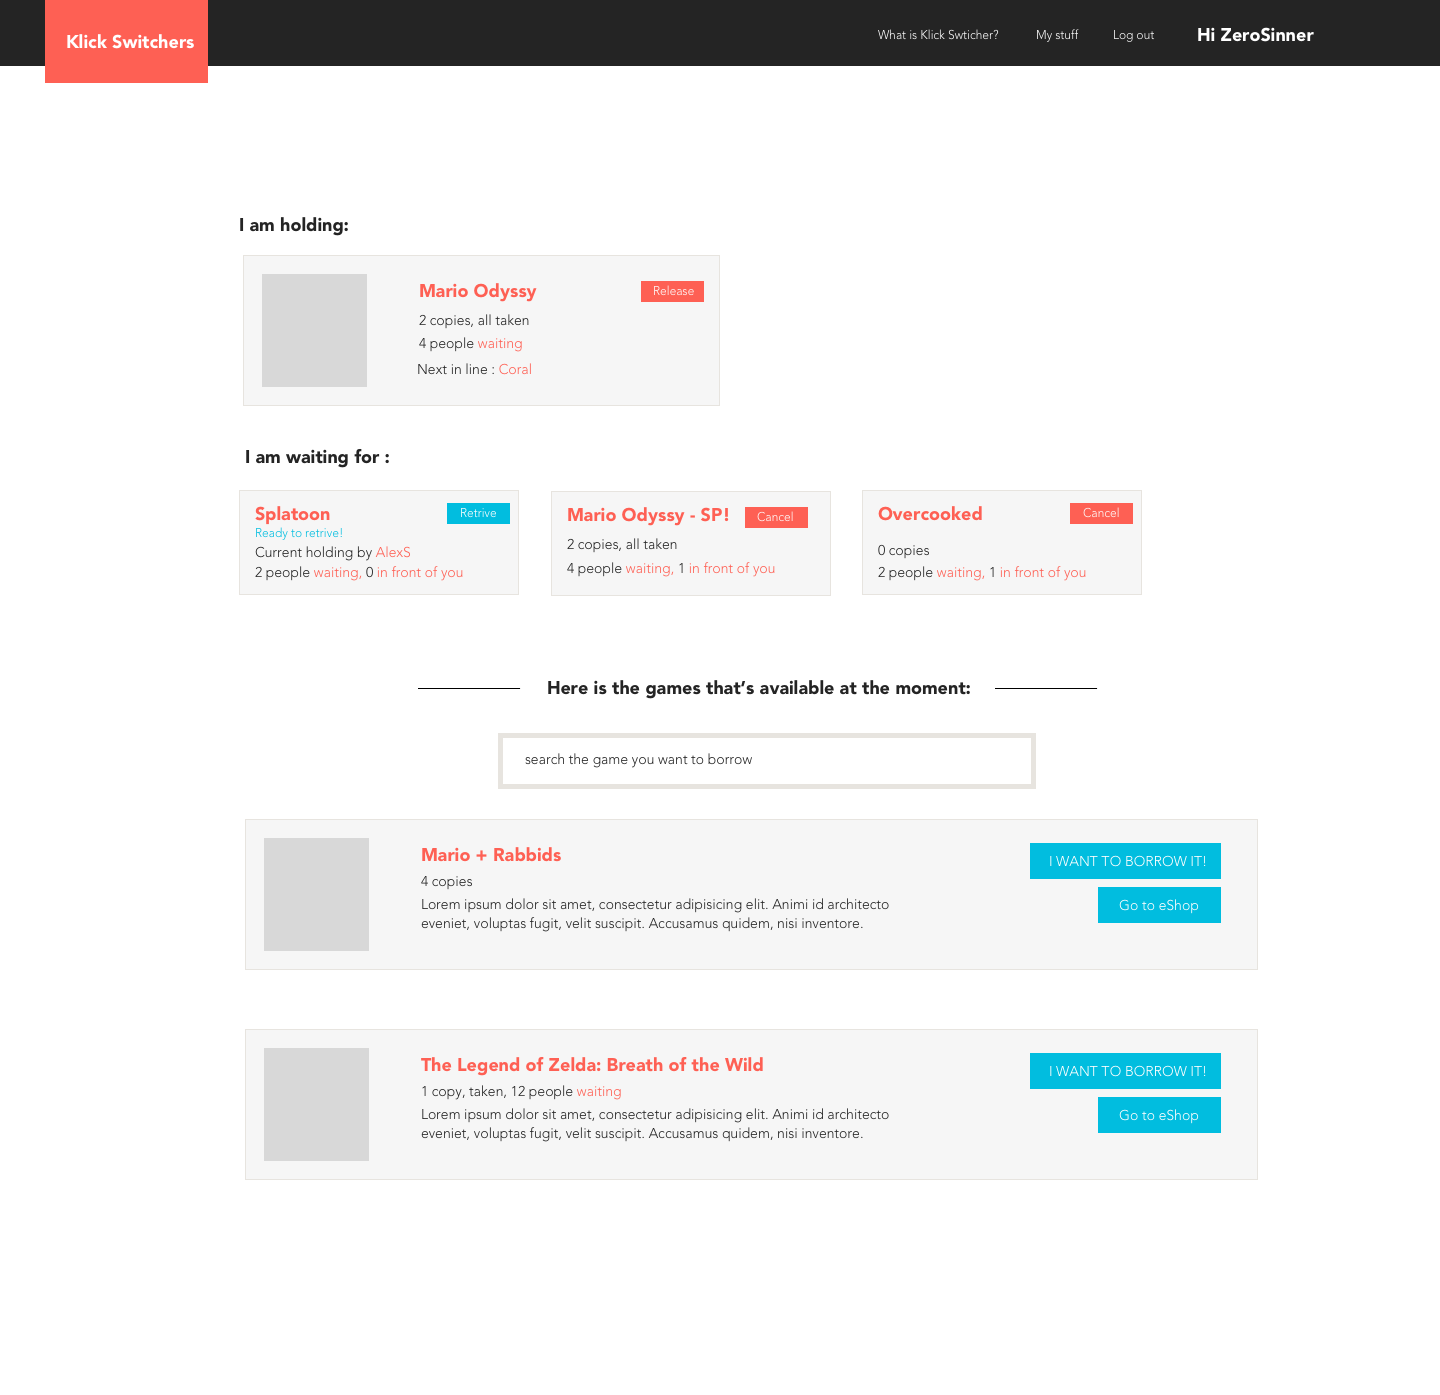 Klick Switchers
What is Klick Swticher?
My stuff
Log out
Hi ZeroSinner
I am holding:
Mario Odyssy
Release
2 copies, all taken
4 people waiting
Next in line : Coral
I am waiting for :
Splatoon
Retrive
Ready to retrive!
Current holding by AlexS
2 people waiting, 0 in front of you
Mario Odyssy - SP!
Cancel
2 copies, all taken
4 people waiting, 1 in front of you
Overcooked
Cancel
0 copies
2 people waiting, 1 in front of you
Here is the games that’s available at the moment:
search the game you want to borrow
Mario + Rabbids
4 copies
Lorem ipsum dolor sit amet, consectetur adipisicing elit. Animi id architecto
eveniet, voluptas fugit, velit suscipit. Accusamus quidem, nisi inventore.
I WANT TO BORROW IT!
Go to eShop
The Legend of Zelda: Breath of the Wild
1 copy, taken, 12 people waiting
Lorem ipsum dolor sit amet, consectetur adipisicing elit. Animi id architecto
eveniet, voluptas fugit, velit suscipit. Accusamus quidem, nisi inventore.
I WANT TO BORROW IT!
Go to eShop